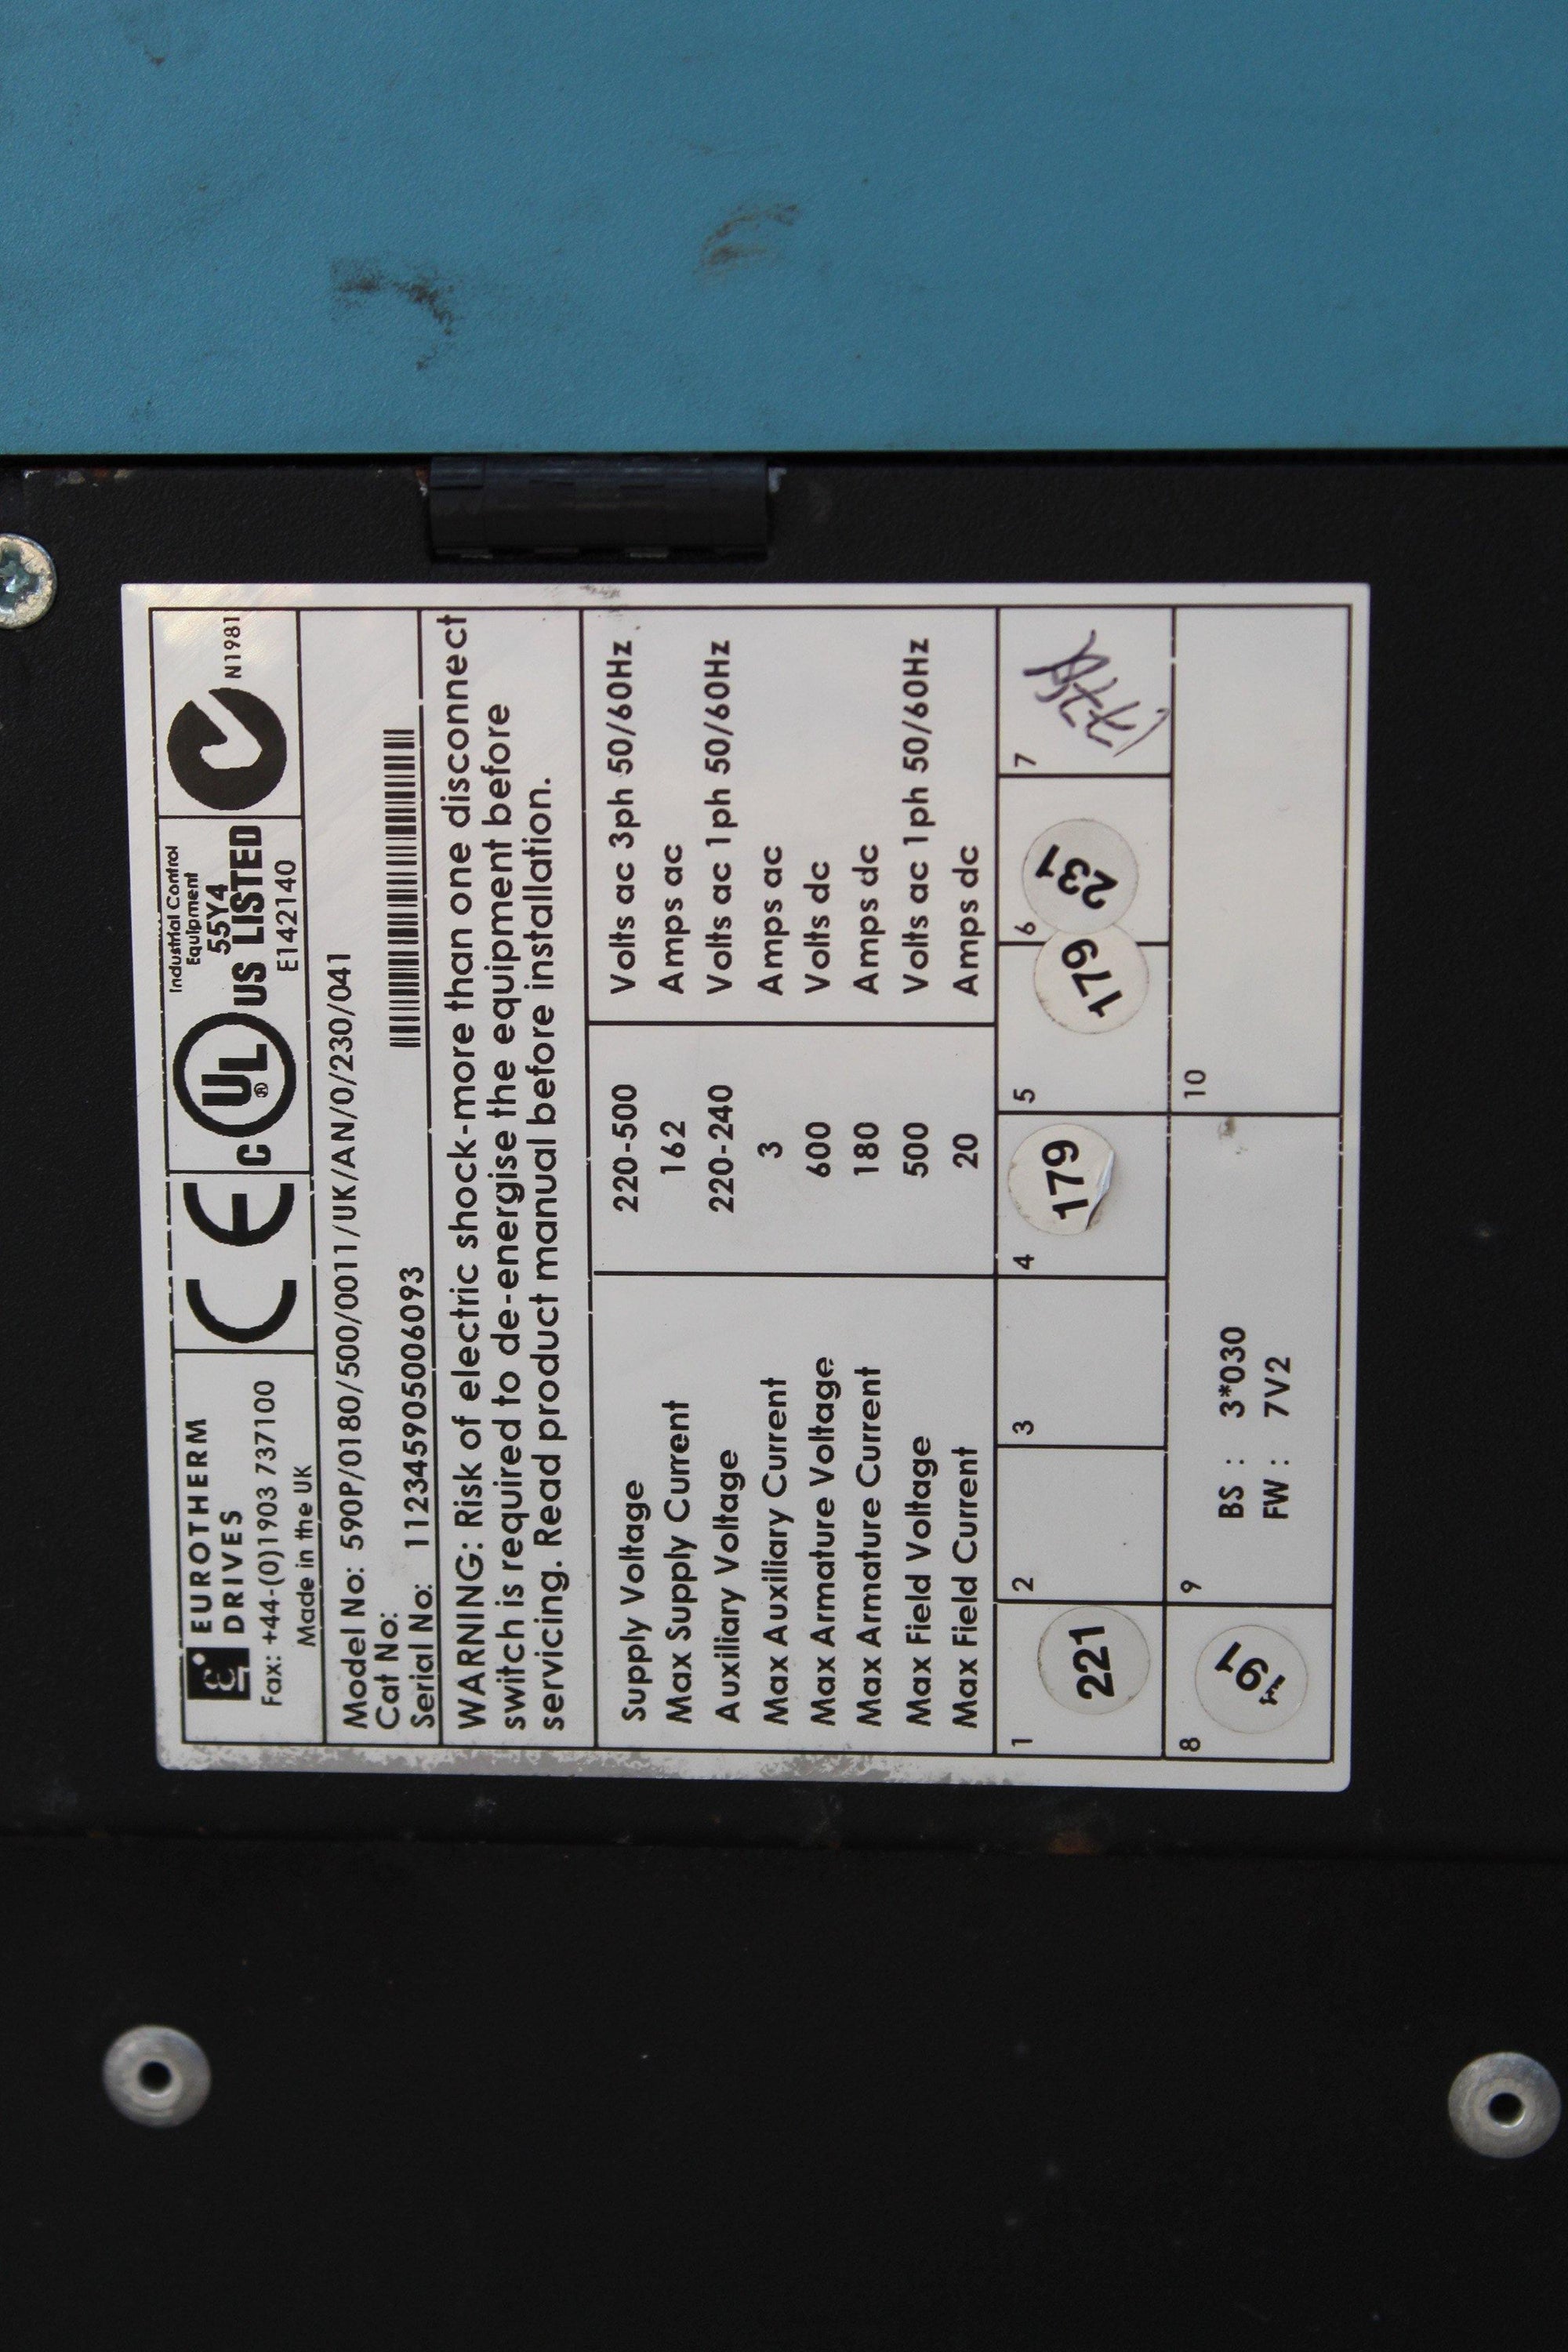 EUROTHERM
DRIVES
Fax: +44-(0)1903 737100
Made in the UK
CE
c UL ® US LISTED
Industrial Control
Equipment
55Y4
E142140
N1981
Model No: 590P/0180/500/0011/UK/AN/0/230/041
Cat No:
Serial No: 1123459050060​93
WARNING: Risk of electric shock-more than one disconnect
switch is required to de-energise the equipment before
servicing. Read product manual before installation.
Supply Voltage 220-500 Volts ac 3ph 50/60Hz
Max Supply Current 162 Amps ac
Auxiliary Voltage 220-240 Volts ac 1ph 50/60Hz
Max Auxiliary Current 3 Amps ac
Max Armature Voltage 600 Volts dc
Max Armature Current 180 Amps dc
Max Field Voltage 500 Volts ac 1ph 50/60Hz
Max Field Current 20 Amps dc
1 2 3 4 5 6 7
221 179 179 231
8 9 10
191
BS : 3*030
FW : 7V2